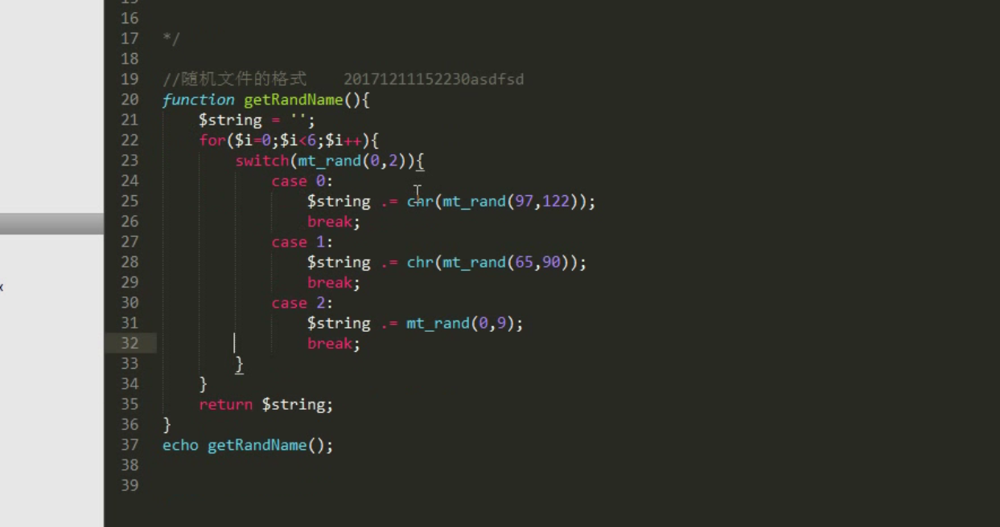 16
17 */
18
19 //随机文件的格式 20171211152230asdfsd
20 function getRandName(){
21 $string = '';
22 for($i=0;$i<6;$i++){
23 switch(mt_rand(0,2)){
24 case 0:
25 $string .= chr(mt_rand(97,122));
26 break;
27 case 1:
28 $string .= chr(mt_rand(65,90));
29 break;
30 case 2:
31 $string .= mt_rand(0,9);
32 break;
33 }
34 }
35 return $string;
36 }
37 echo getRandName();
38
39